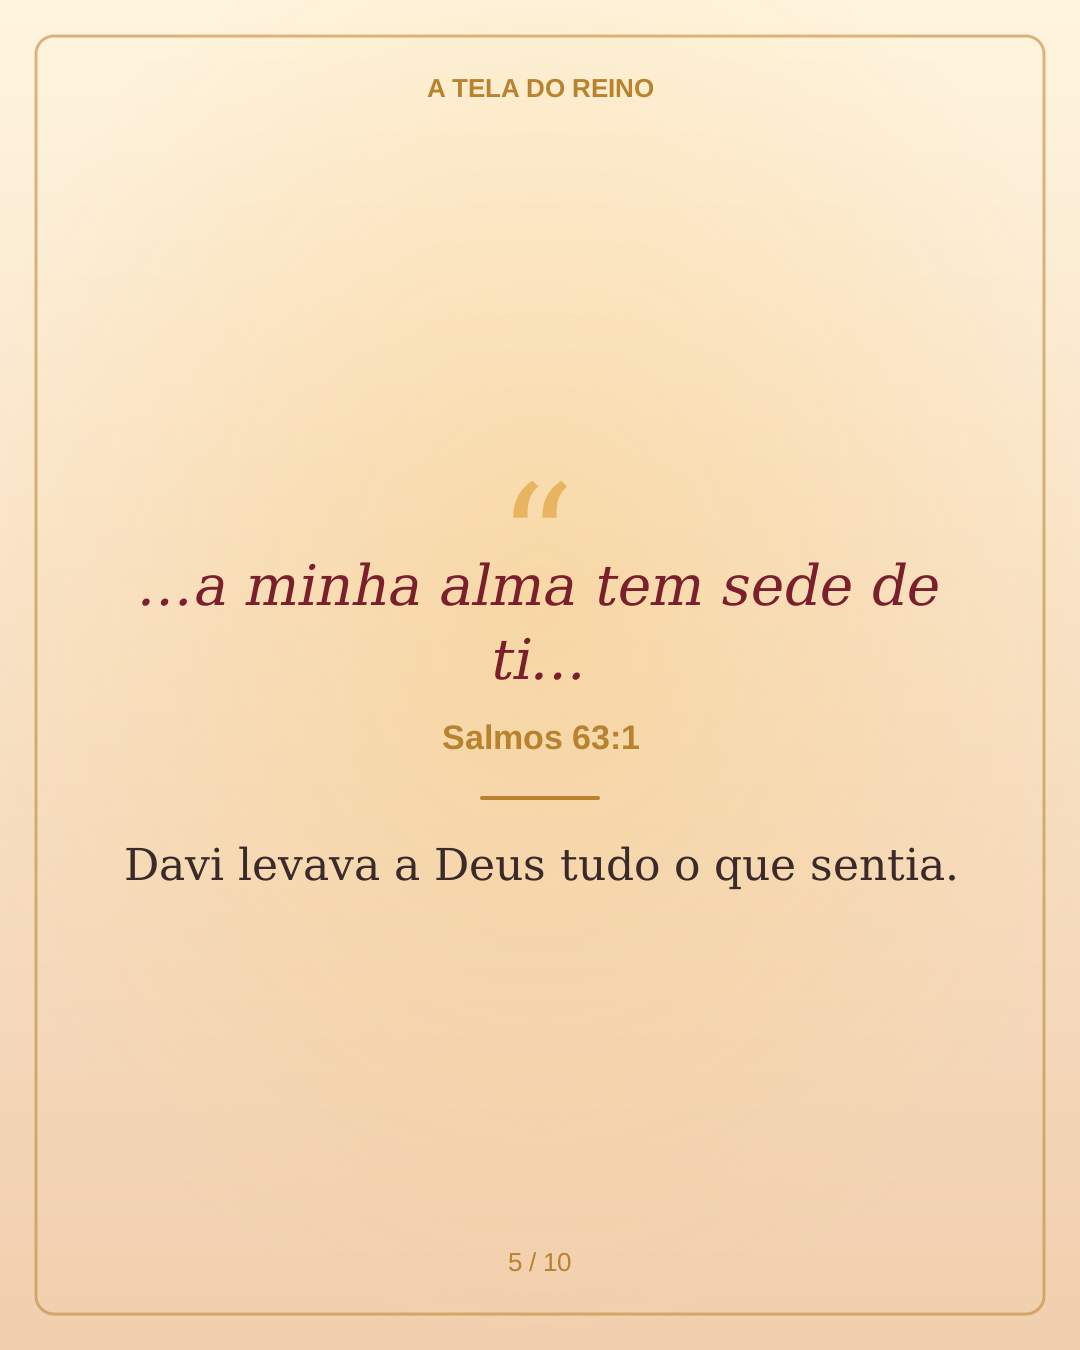 A TELA DO REINO
“
...a minha alma tem sede de
ti...
Salmos 63:1
Davi levava a Deus tudo o que sentia.
5 / 10